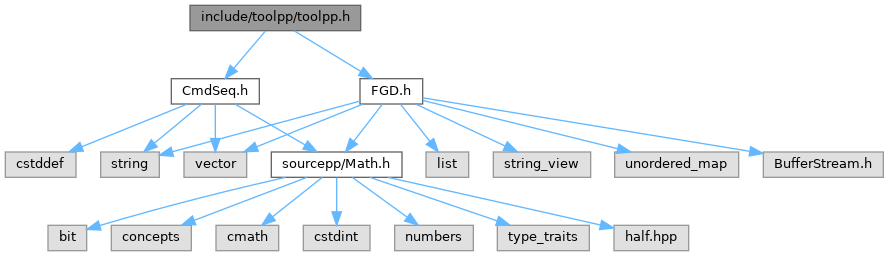 include/toolpp/toolpp.h
CmdSeq.h
FGD.h
cstddef
string
vector
sourcepp/Math.h
list
string_view
unordered_map
BufferStream.h
bit
concepts
cmath
cstdint
numbers
type_traits
half.hpp